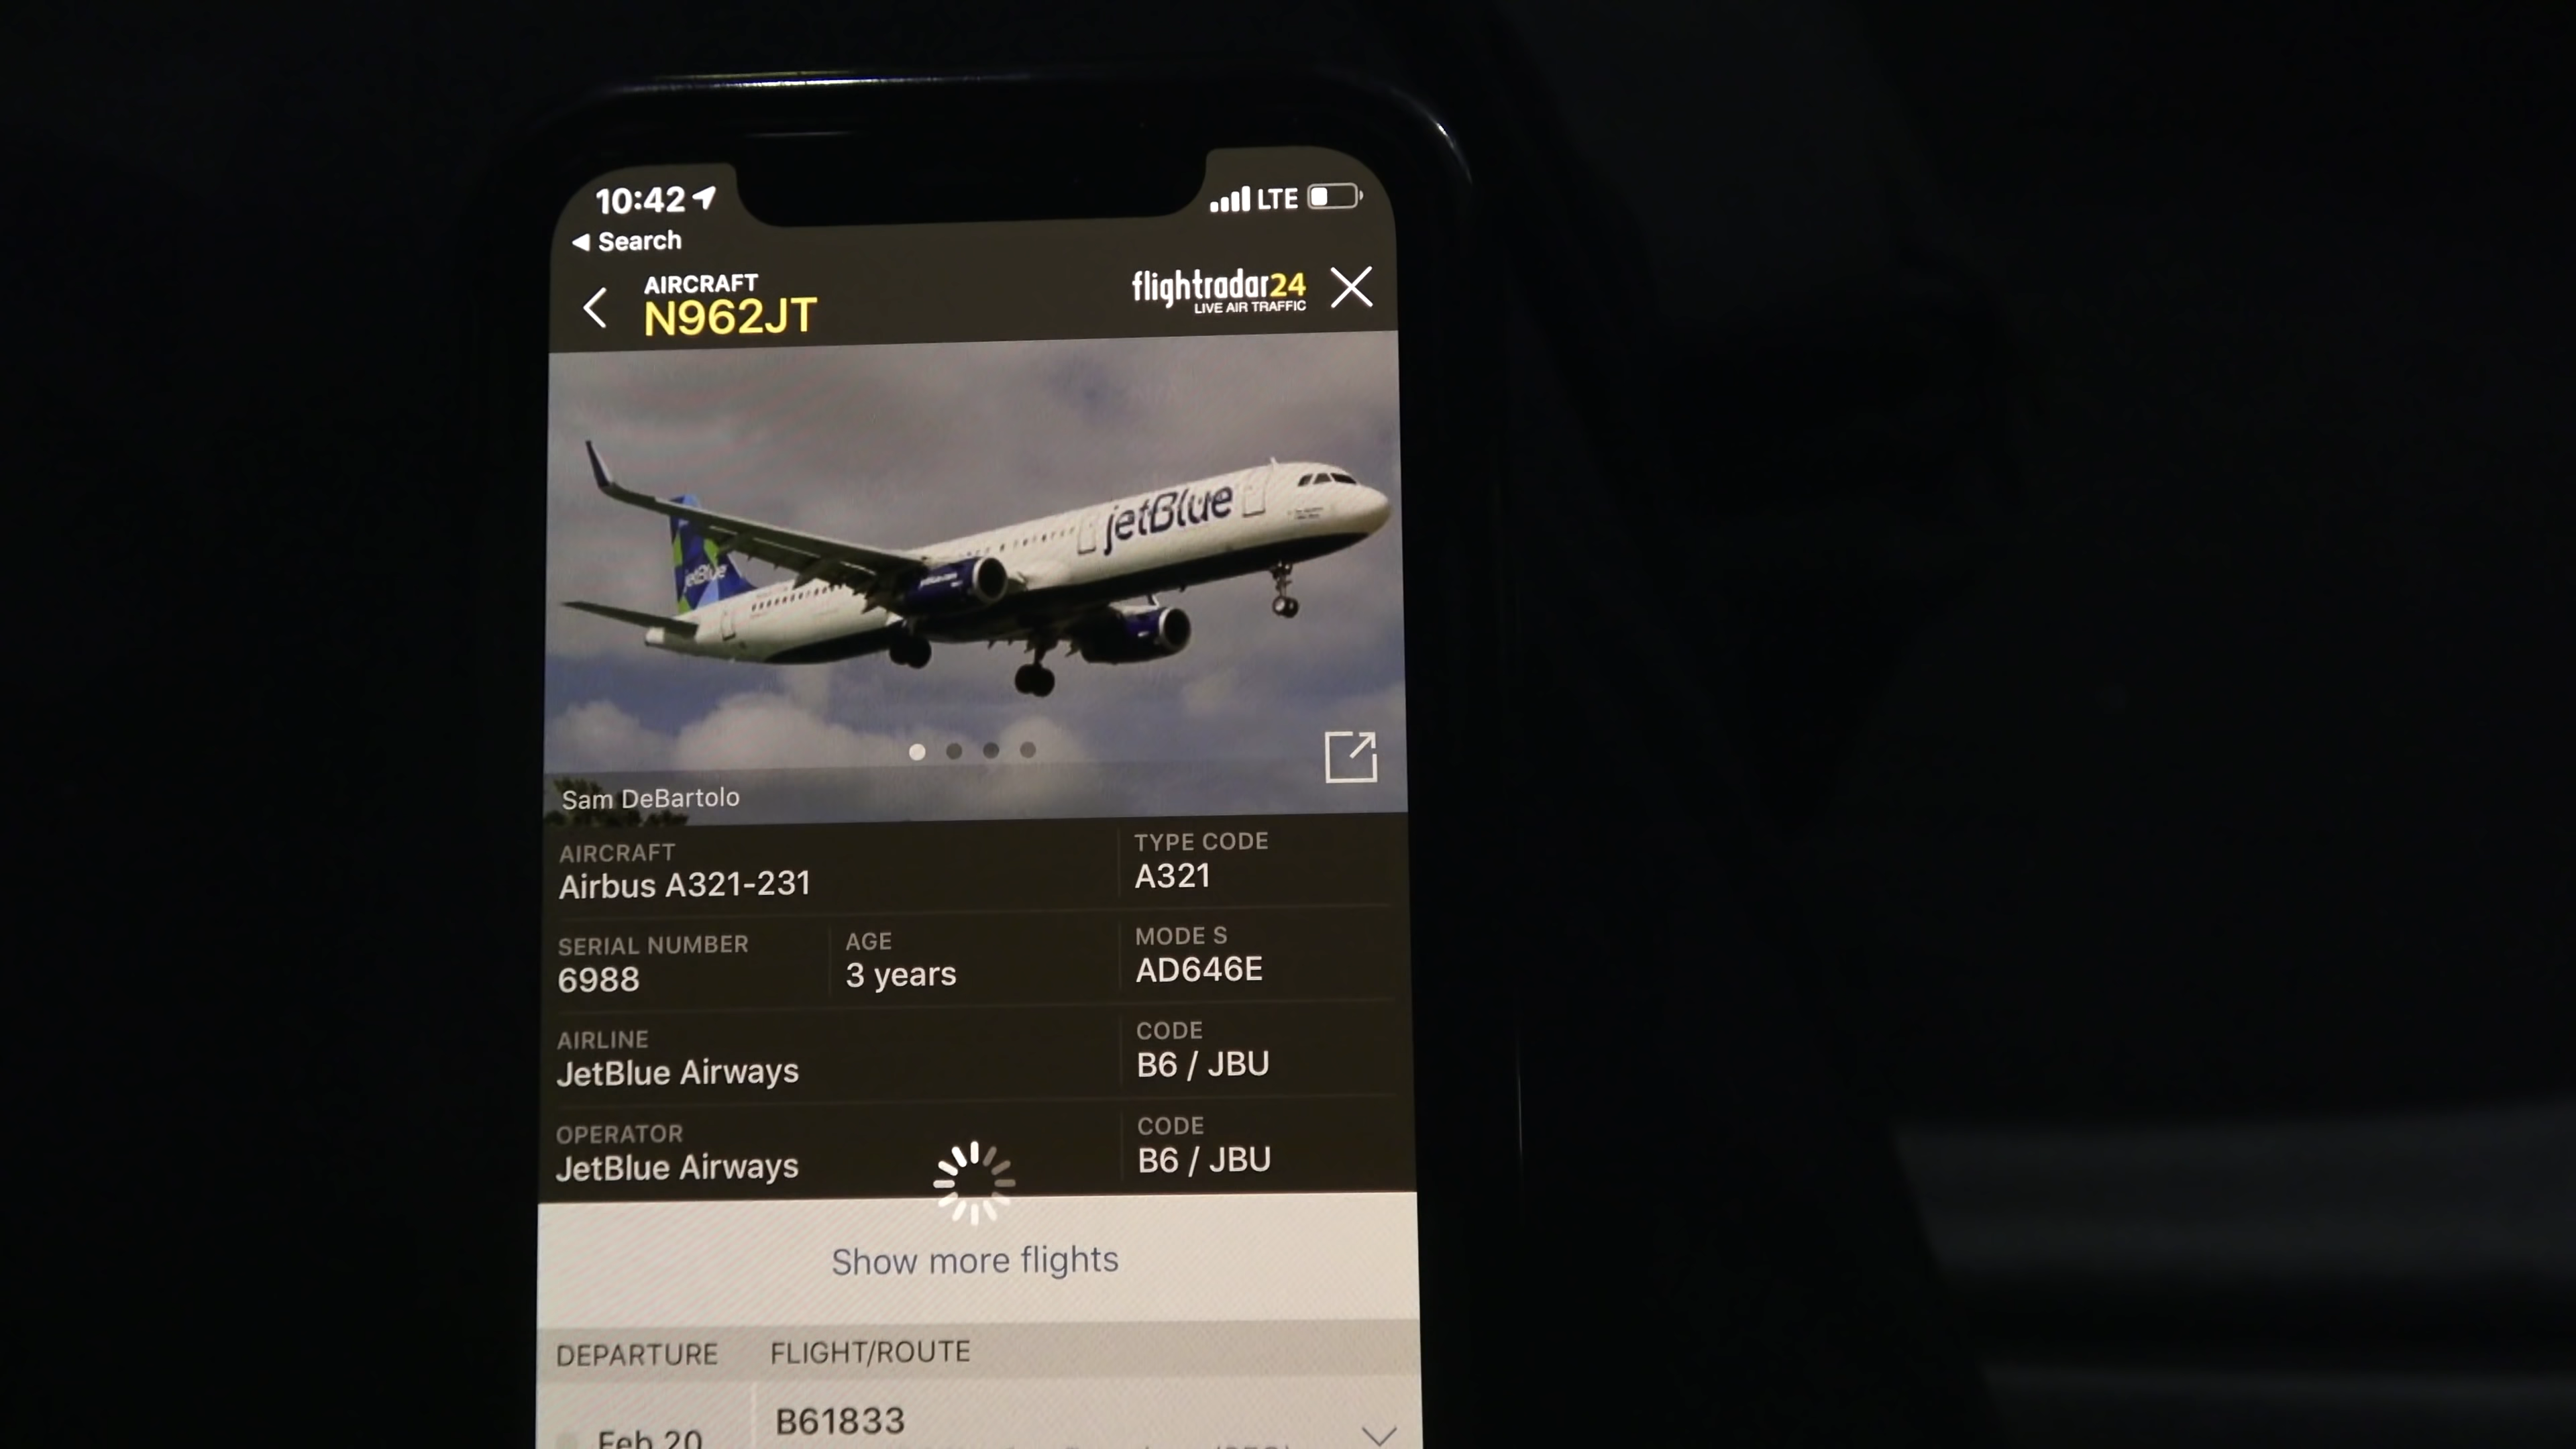 10:42 LTE
Search
AIRCRAFT
N962JT
flightradar24
LIVE AIR TRAFFIC
jetBlue
jetBlue
Sam DeBartolo
AIRCRAFT
Airbus A321-231
TYPE CODE
A321
SERIAL NUMBER
6988
AGE
3 years
MODE S
AD646E
AIRLINE
JetBlue Airways
CODE
B6 / JBU
OPERATOR
JetBlue Airways
CODE
B6 / JBU
Show more flights
DEPARTURE FLIGHT/ROUTE
B61833
Feb 20